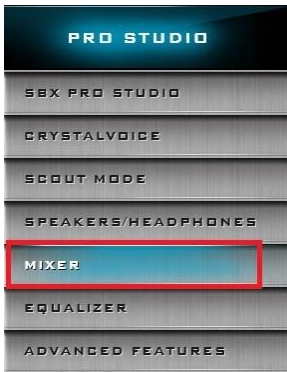 PRO STUDIO
SBX PRO STUDIO
CRYSTALVOICE
SCOUT MODE
SPEAKERS/HEADPHONES
MIXER
EQUALIZER
ADVANCED FEATURES